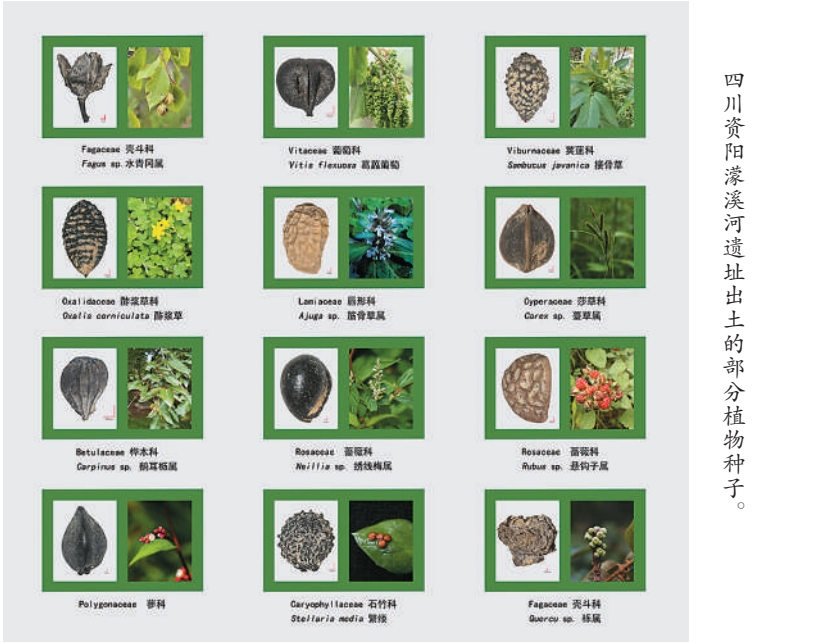 Fagaceae 壳斗科
Fagus sp. 水青冈属
Vitaceae 葡萄科
Vitis flexuosa 葛藟葡萄
Viburnaceae 荚蒾科
Sambucus javanica 接骨草
Oxalidaceae 酢浆草科
Oxalis corniculata 酢浆草
Lamiaceae 唇形科
Ajuga sp. 筋骨草属
Cyperaceae 莎草科
Carex sp. 薹草属
Betulaceae 桦木科
Carpinus sp. 鹅耳枥属
Rosaceae 蔷薇科
Neillia sp. 绣线梅属
Rosaceae 蔷薇科
Rubus sp. 悬钩子属
Polygonaceae 蓼科
Caryophyllaceae 石竹科
Stellaria media 繁缕
Fagaceae 壳斗科
Quercu sp. 栎属
四川资阳濛溪河遗址出土的部分植物种子。